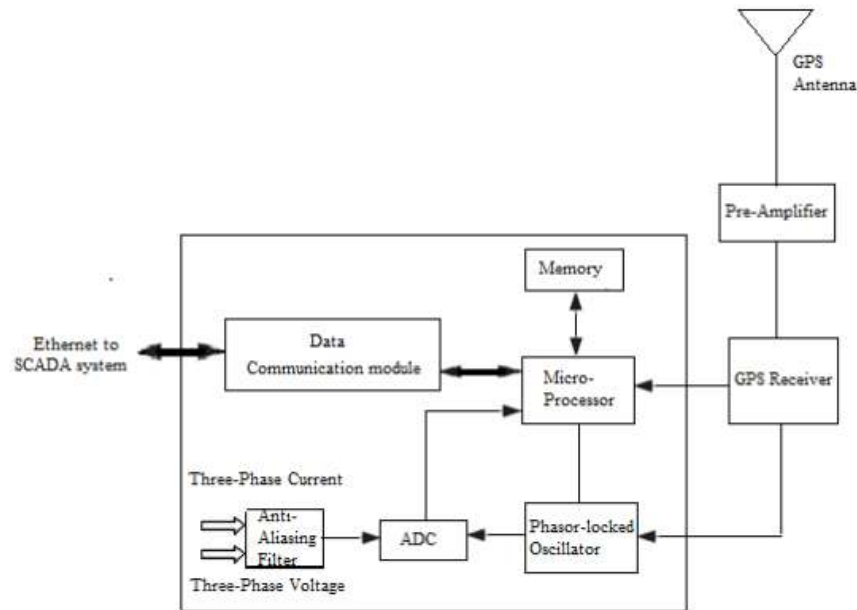 GPS
Antenna
Pre-Amplifier
Memory
Ethernet to
SCADA system
Data
Communication module
Micro-
Processor
GPS Receiver
Three-Phase Current
Anti-
Aliasing
Filter
ADC
Phasor-locked
Oscillator
Three-Phase Voltage